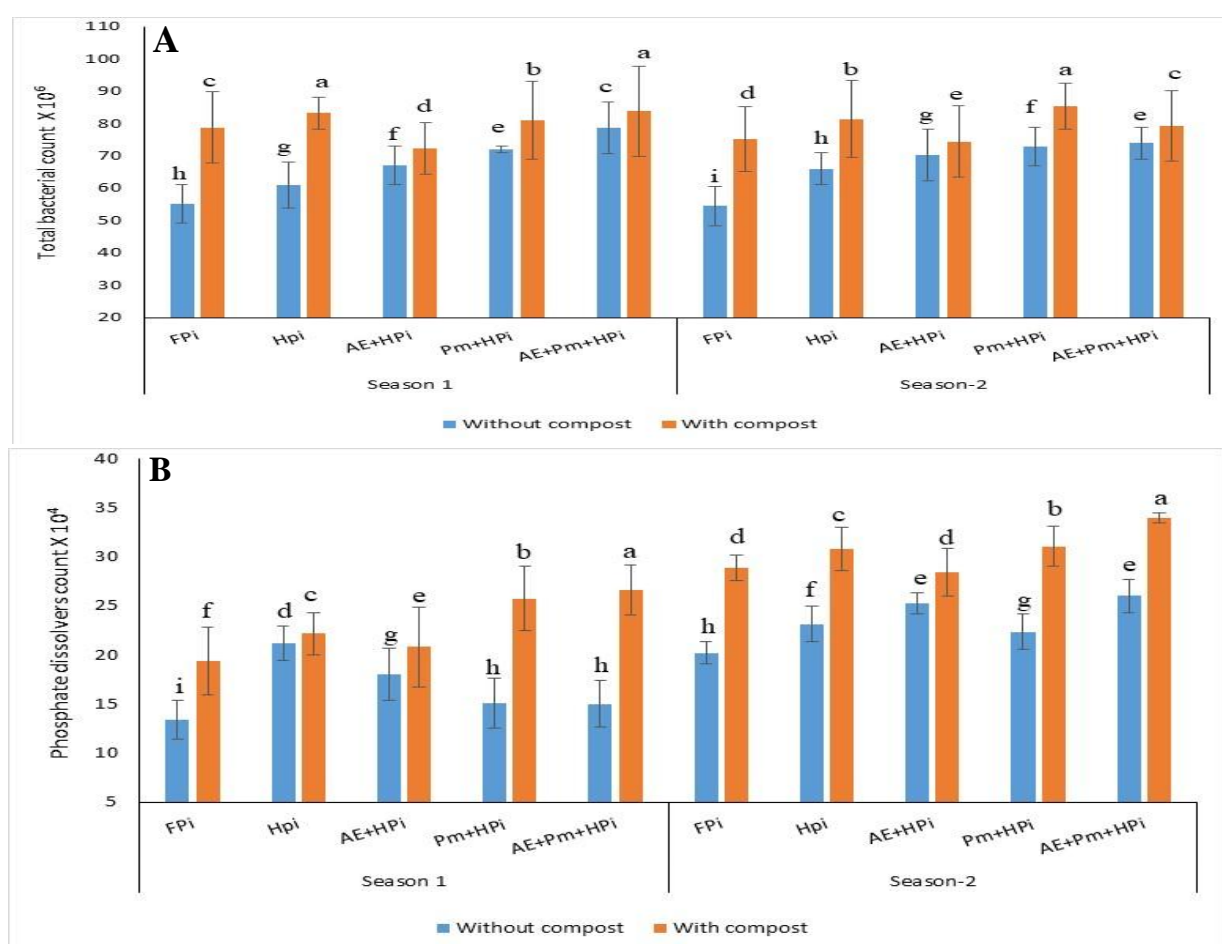 A
Total bacterial count X10⁶
110
100
90
80
70
60
50
40
30
20
h c g a f d e b c a i d h b g e f a e c
FPi Hpi AE+HPi Pm+HPi AE+Pm+HPi FPi Hpi AE+HPi Pm+HPi AE+Pm+HPi
Season 1 Season-2
Without compost With compost
B
Phosphate dissolvers count X10⁴
40
35
30
25
20
15
10
5
i f d c g e h b h a h d f c e d g b e a
FPi Hpi AE+HPi Pm+HPi AE+Pm+HPi FPi Hpi AE+HPi Pm+HPi AE+Pm+HPi
Season 1 Season-2
Without compost With compost